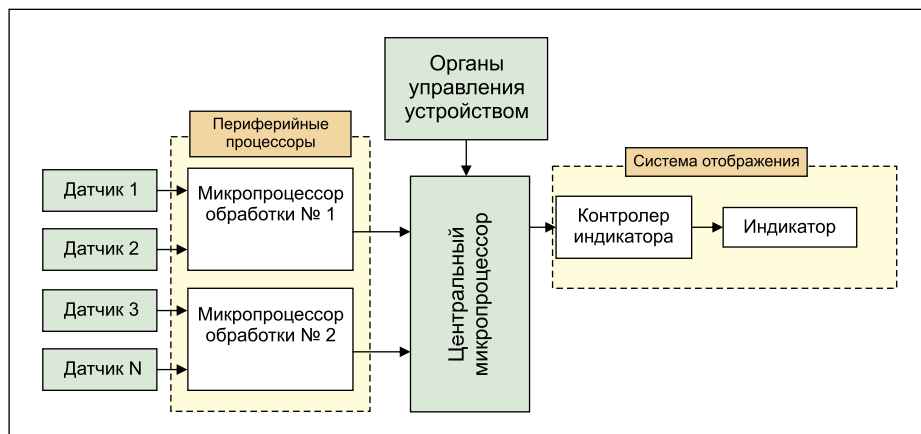 Органы
управления
устройством
Периферийные
процессоры
Система отображения
Датчик 1
Датчик 2
Датчик 3
Датчик N
Микропроцессор
обработки № 1
Микропроцессор
обработки № 2
Центральный
микропроцессор
Контролер
индикатора
Индикатор